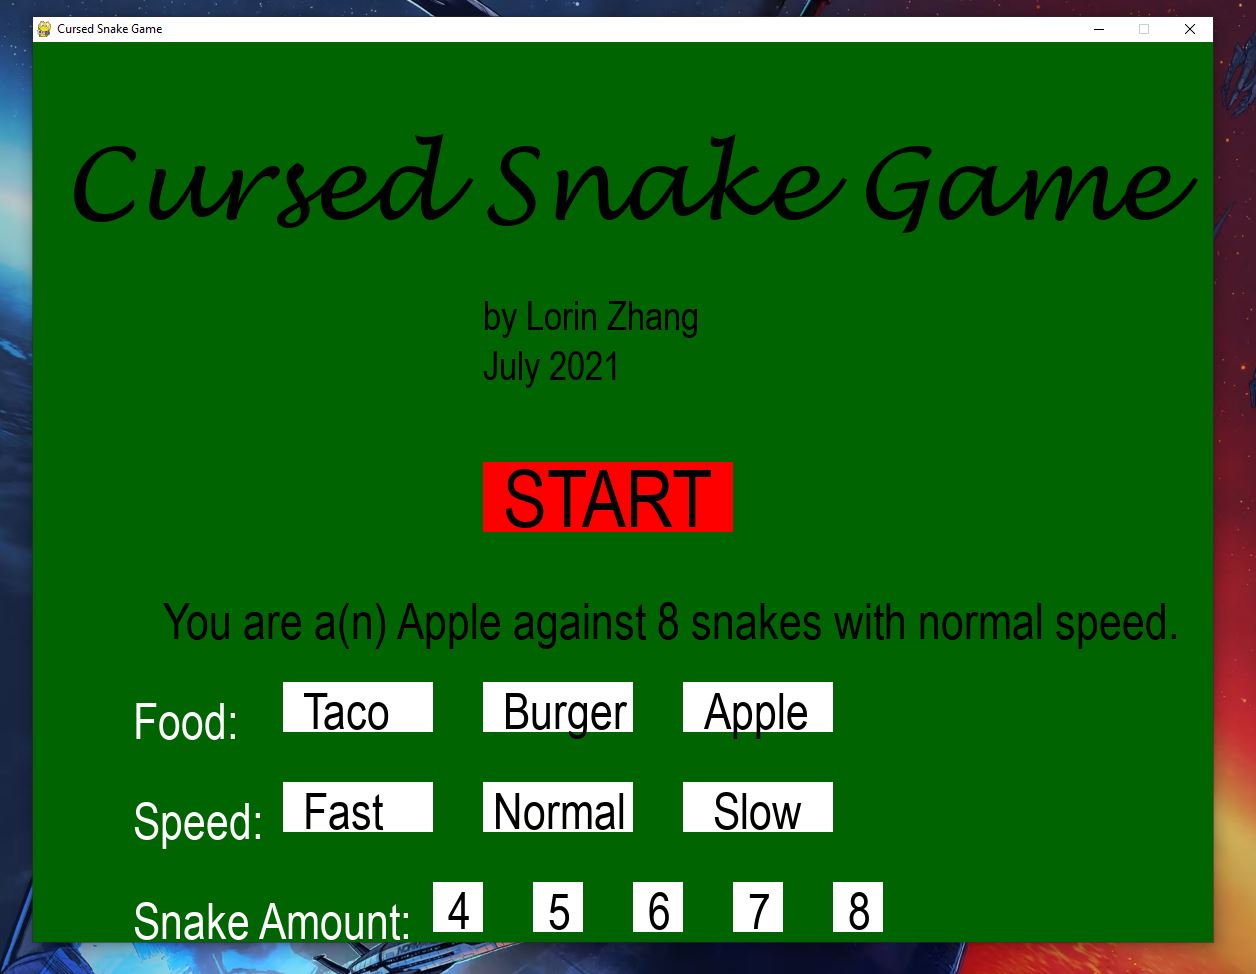 Cursed Snake Game
Cursed Snake Game
by Lorin Zhang
July 2021
START
You are a(n) Apple against 8 snakes with normal speed.
Food: Taco Burger Apple
Speed: Fast Normal Slow
Snake Amount: 4 5 6 7 8